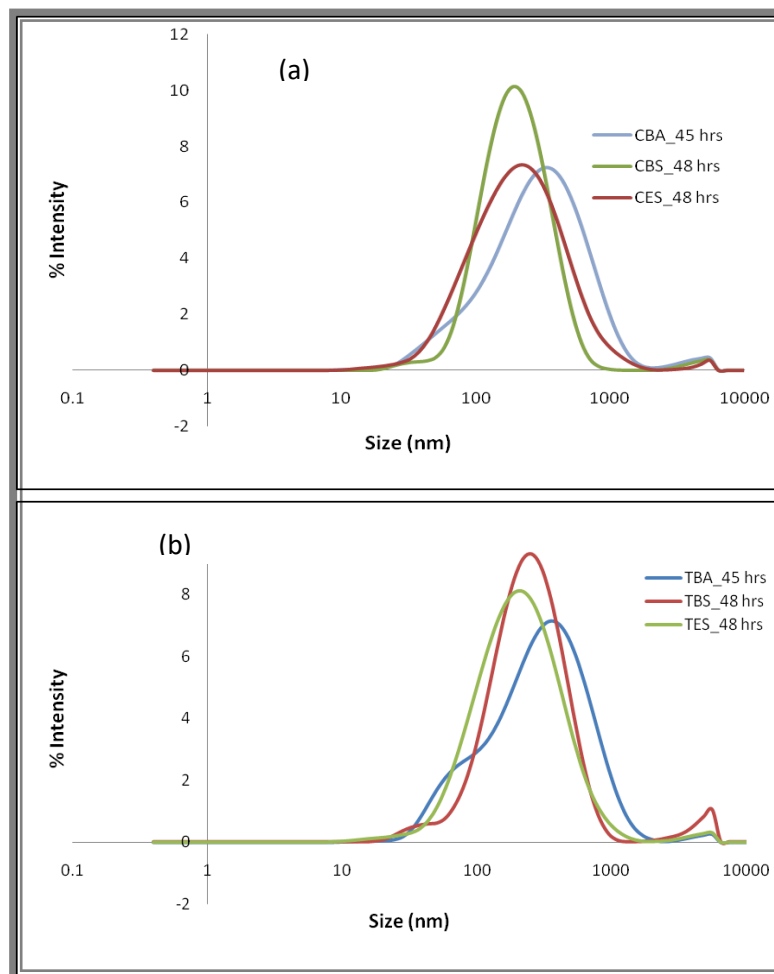 12
(a)
10
CBA_45 hrs
8
CBS_48 hrs
CES_48 hrs
% Intensity
6
4
2
0
0.1 1 10 100 1000 10000
-2
Size (nm)
(b)
TBA_45 hrs
8
TBS_48 hrs
TES_48 hrs
6
% Intensity
4
2
0
0.1 1 10 100 1000 10000
-2
Size (nm)